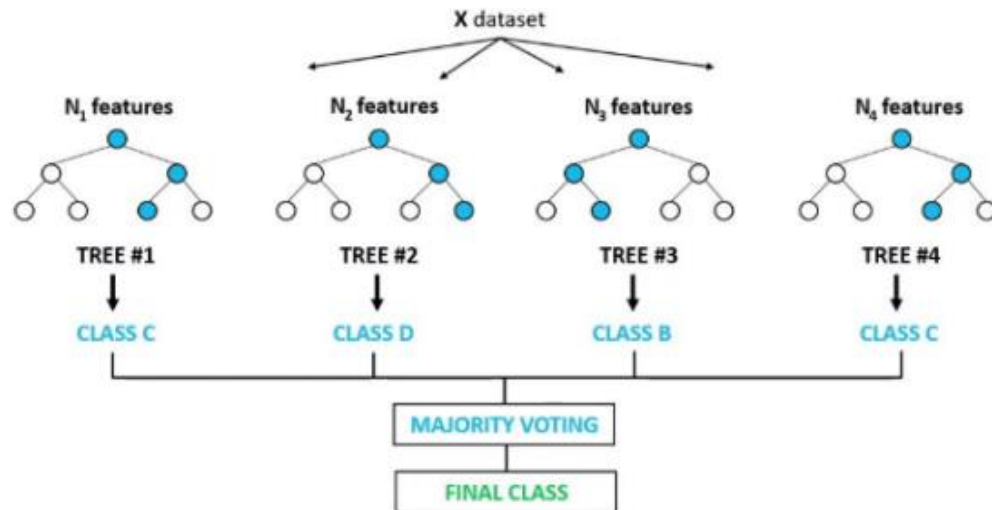 X dataset
N₁ features N₂ features N₃ features N₄ features
TREE #1 TREE #2 TREE #3 TREE #4
CLASS C CLASS D CLASS B CLASS C
MAJORITY VOTING
FINAL CLASS